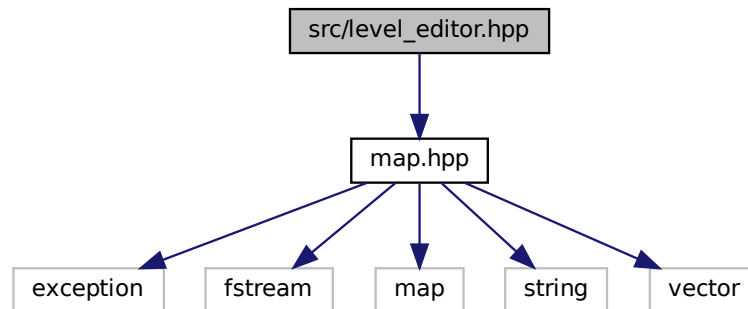 src/level_editor.hpp
map.hpp
exception
fstream
map
string
vector